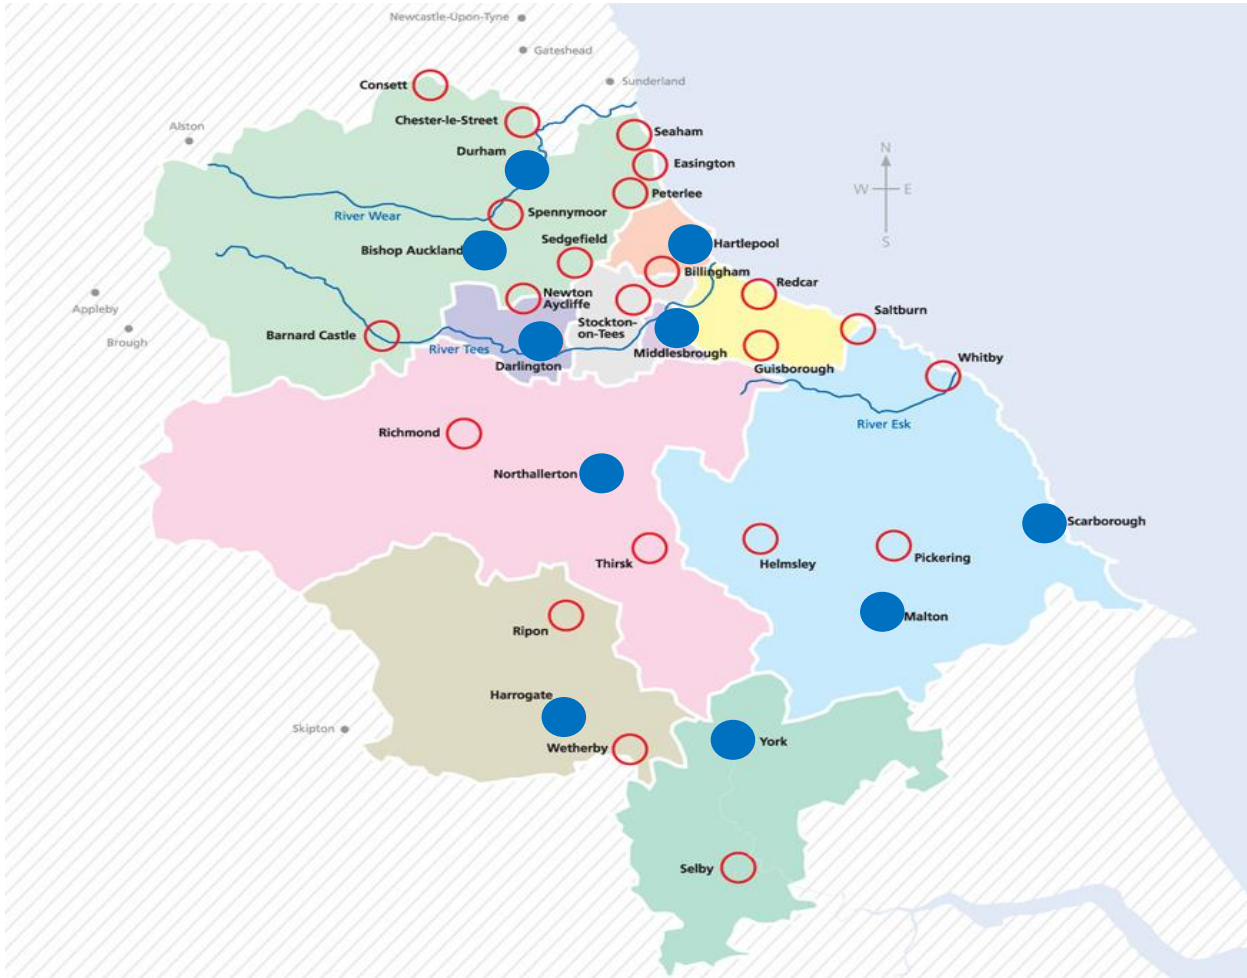 Newcastle-Upon-Tyne
Gateshead
Sunderland
Consett
Chester-le-Street
Alston
Seaham
Durham
N
Easington
W
E
Peterlee
River Wear
Spennymoor
S
Sedgefield
Hartlepool
Bishop Auckland
Billingham
Redcar
Newton
Aycliffe
Appleby
Saltburn
Stockton-
on-Tees
Barnard Castle
Brough
River Tees
Middlesbrough
Whitby
Darlington
Guisborough
River Esk
Richmond
Northallerton
Scarborough
Pickering
Thirsk
Helmsley
Malton
Ripon
Harrogate
Skipton
York
Wetherby
Selby